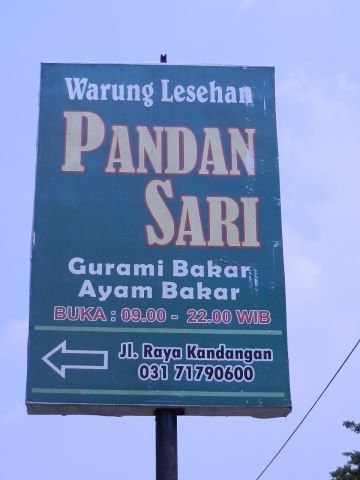 Warung Lesehan
PANDAN
SARI
Gurami Bakar
Ayam Bakar
BUKA : 09.00 - 22.00 WIB
Jl. Raya Kandangan
031 71790600